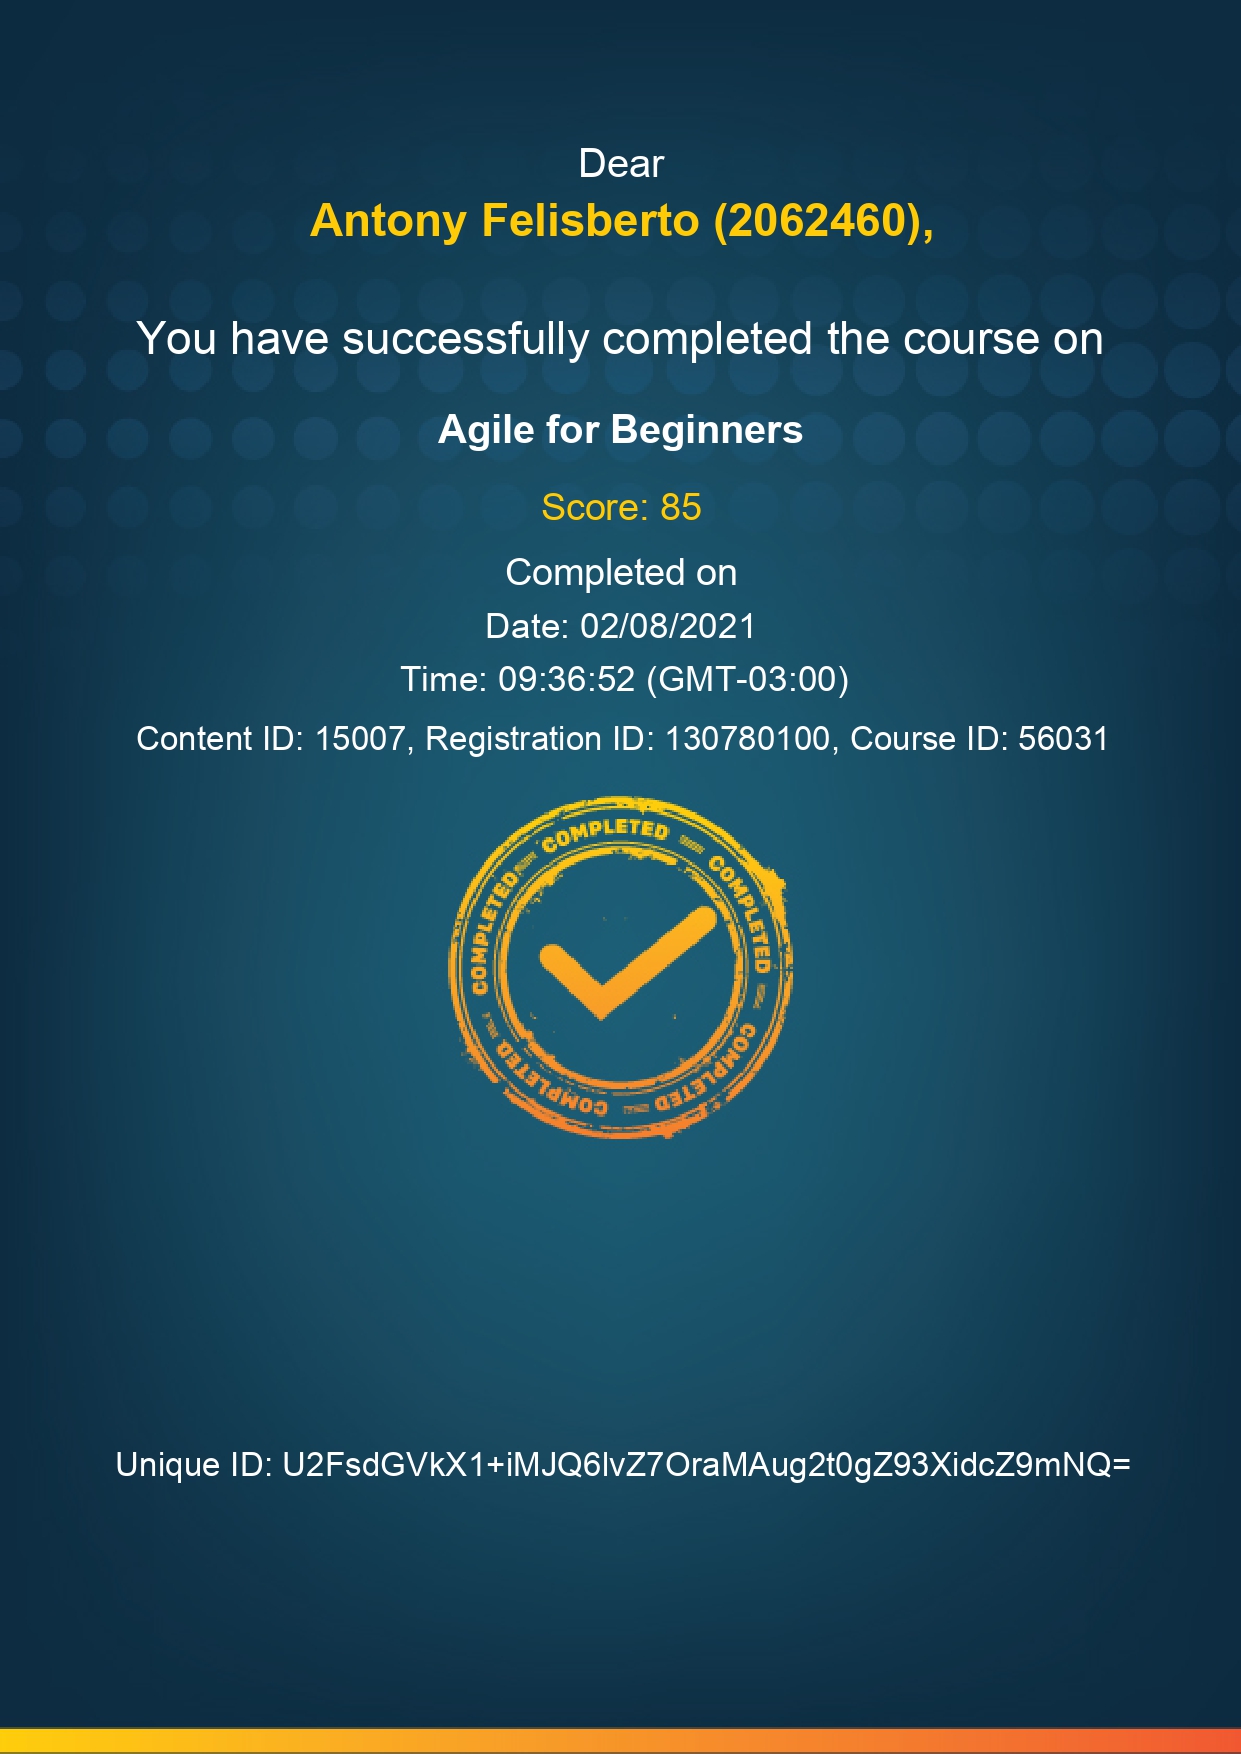 Dear
Antony Felisberto (2062460),
You have successfully completed the course on
Agile for Beginners
Score: 85
Completed on
Date: 02/08/2021
Time: 09:36:52 (GMT-03:00)
Content ID: 15007, Registration ID: 130780100, Course ID: 56031
COMPLETED
COMPLETED
COMPLETED
COMPLETED
COMPLETED
COMPLETED
Unique ID: U2FsdGVkX1+iMJQ6lvZ7OraMAug2t0gZ93XidcZ9mNQ=